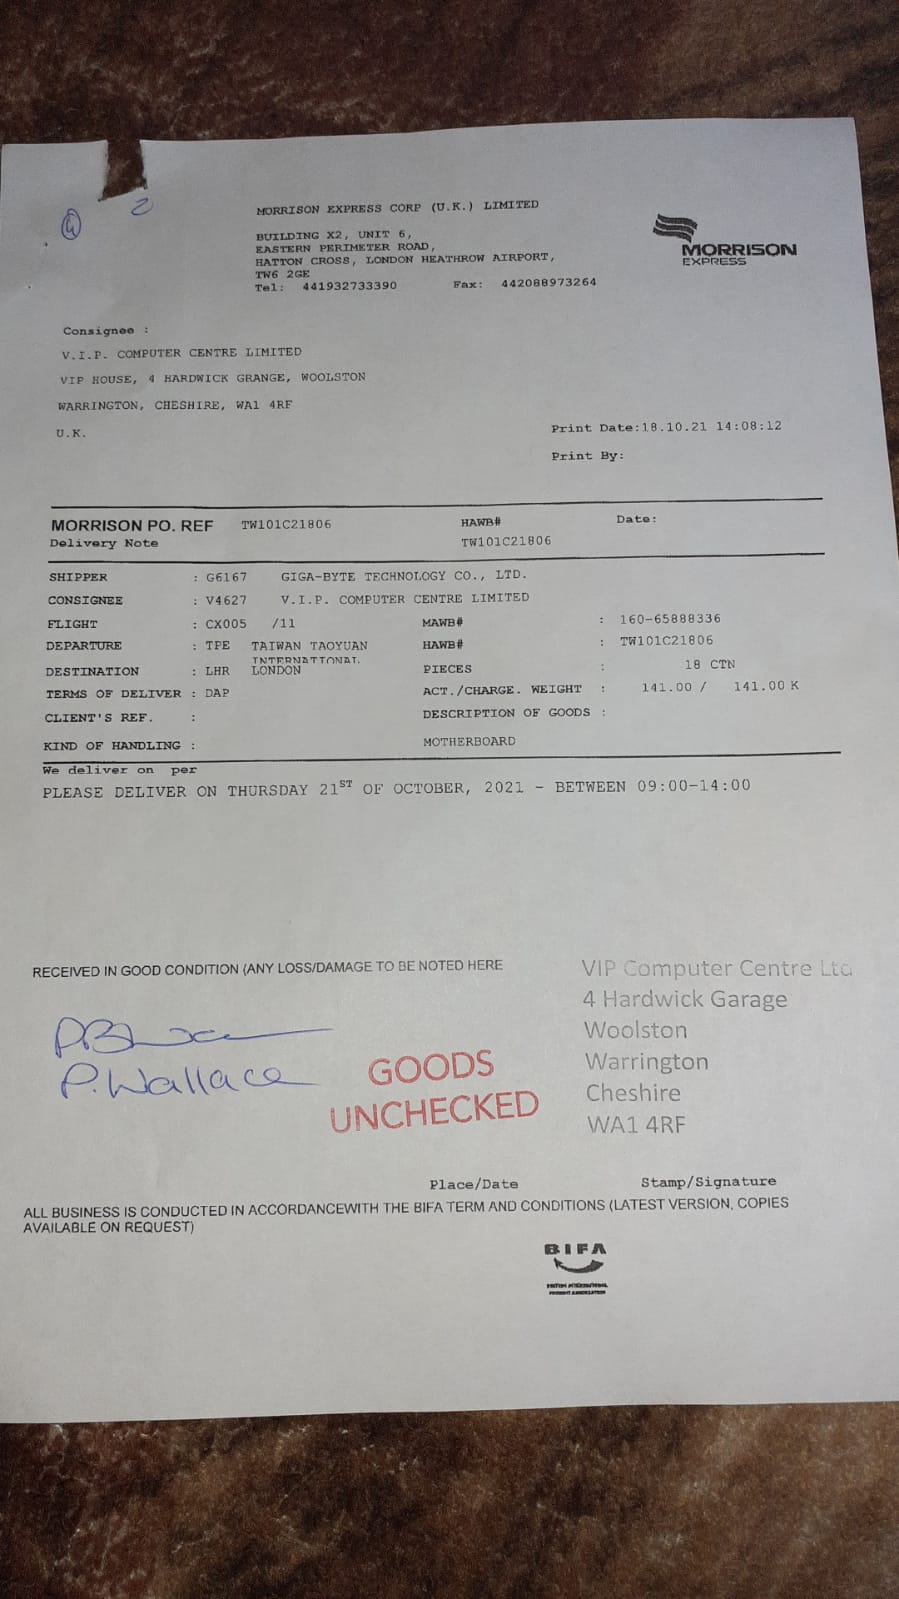 2
MORRISON EXPRESS CORP (U.K.) LIMITED
BUILDING X2, UNIT 6,
EASTERN PERIMETER ROAD,
HATTON CROSS, LONDON HEATHROW AIRPORT,
TW6 2GE
Tel: 441932733390 Fax: 442088973264
MORRISON
EXPRESS
Consignee :
V.I.P. COMPUTER CENTRE LIMITED
VIP HOUSE, 4 HARDWICK GRANGE, WOOLSTON
WARRINGTON, CHESHIRE, WA1 4RF
U.K.
Print Date:18.10.21 14:08:12
Print By:
MORRISON PO. REF TW101C21806 HAWB# Date:
Delivery Note TW101C21806
SHIPPER : G6167 GIGA-BYTE TECHNOLOGY CO., LTD.
CONSIGNEE : V4627 V.I.P. COMPUTER CENTRE LIMITED
FLIGHT : CX005 /11 MAWB# : 160-65888336
DEPARTURE : TPE TAIWAN TAOYUAN HAWB# : TW101C21806
INTERNATIONAL
DESTINATION : LHR LONDON PIECES : 18 CTN
TERMS OF DELIVER : DAP ACT./CHARGE. WEIGHT : 141.00 / 141.00 K
CLIENT'S REF. : DESCRIPTION OF GOODS :
KIND OF HANDLING : MOTHERBOARD
We deliver on per
PLEASE DELIVER ON THURSDAY 21ST OF OCTOBER, 2021 - BETWEEN 09:00-14:00
RECEIVED IN GOOD CONDITION (ANY LOSS/DAMAGE TO BE NOTED HERE
P.Wallace
GOODS
UNCHECKED
VIP Computer Centre Ltd
4 Hardwick Garage
Woolston
Warrington
Cheshire
WA1 4RF
Place/Date Stamp/Signature
ALL BUSINESS IS CONDUCTED IN ACCORDANCEWITH THE BIFA TERM AND CONDITIONS (LATEST VERSION, COPIES
AVAILABLE ON REQUEST)
BIFA